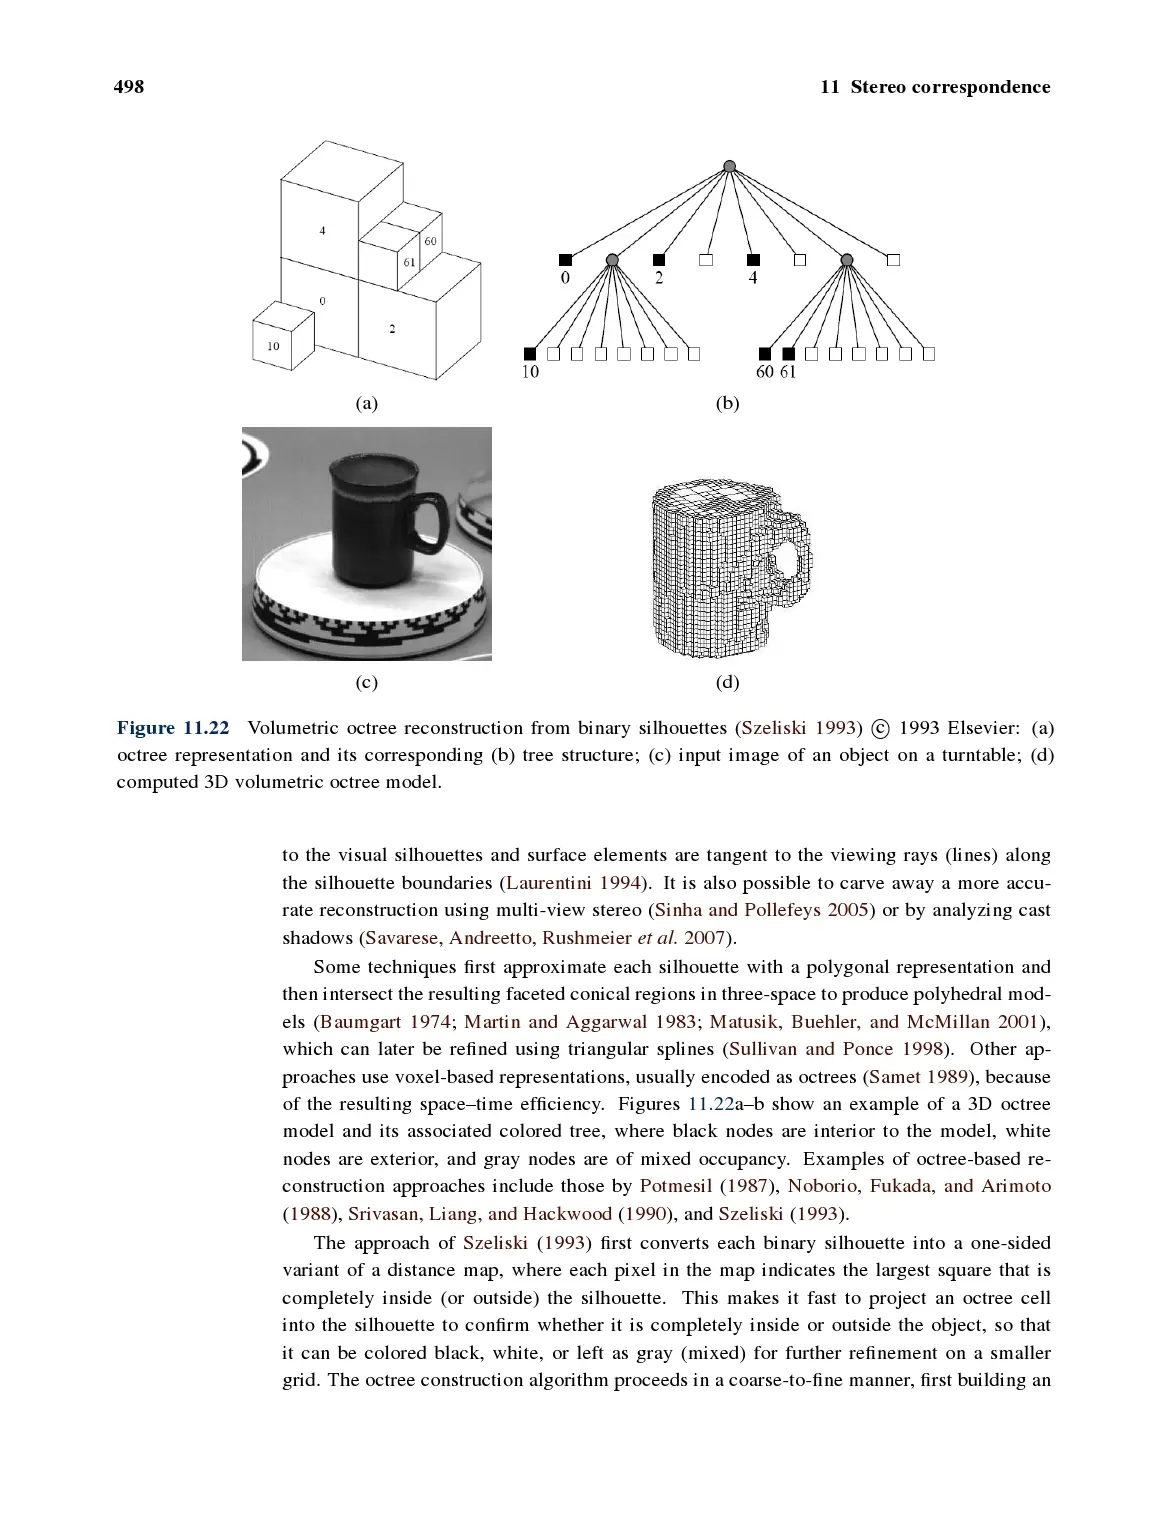 498
11 Stereo correspondence
4
60
61
0
2
10
0
2
4
10
60 61
(a)
(b)
(c)
(d)
Figure 11.22 Volumetric octree reconstruction from binary silhouettes (Szeliski 1993) © 1993 Elsevier: (a)
octree representation and its corresponding (b) tree structure; (c) input image of an object on a turntable; (d)
computed 3D volumetric octree model.
to the visual silhouettes and surface elements are tangent to the viewing rays (lines) along
the silhouette boundaries (Laurentini 1994). It is also possible to carve away a more accu-
rate reconstruction using multi-view stereo (Sinha and Pollefeys 2005) or by analyzing cast
shadows (Savarese, Andreetto, Rushmeier et al. 2007).
Some techniques first approximate each silhouette with a polygonal representation and
then intersect the resulting faceted conical regions in three-space to produce polyhedral mod-
els (Baumgart 1974; Martin and Aggarwal 1983; Matusik, Buehler, and McMillan 2001),
which can later be refined using triangular splines (Sullivan and Ponce 1998). Other ap-
proaches use voxel-based representations, usually encoded as octrees (Samet 1989), because
of the resulting space–time efficiency. Figures 11.22a–b show an example of a 3D octree
model and its associated colored tree, where black nodes are interior to the model, white
nodes are exterior, and gray nodes are of mixed occupancy. Examples of octree-based re-
construction approaches include those by Potmesil (1987), Noborio, Fukada, and Arimoto
(1988), Srivasan, Liang, and Hackwood (1990), and Szeliski (1993).
The approach of Szeliski (1993) first converts each binary silhouette into a one-sided
variant of a distance map, where each pixel in the map indicates the largest square that is
completely inside (or outside) the silhouette. This makes it fast to project an octree cell
into the silhouette to confirm whether it is completely inside or outside the object, so that
it can be colored black, white, or left as gray (mixed) for further refinement on a smaller
grid. The octree construction algorithm proceeds in a coarse-to-fine manner, first building an